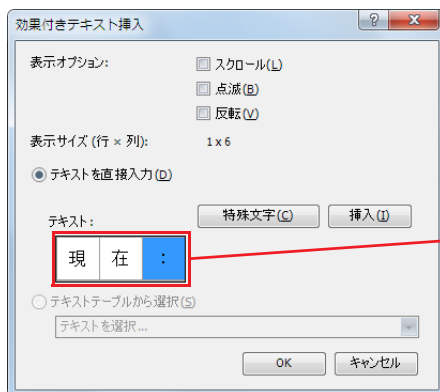 効果付きテキスト挿入
表示オプション: スクロール(L)
点滅(B)
反転(V)
表示サイズ (行 × 列): 1 x 6
テキストを直接入力(D)
テキスト: 特殊文字(C) 挿入(I)
現 在 :
テキストテーブルから選択(S)
テキストを選択...
OK キャンセル